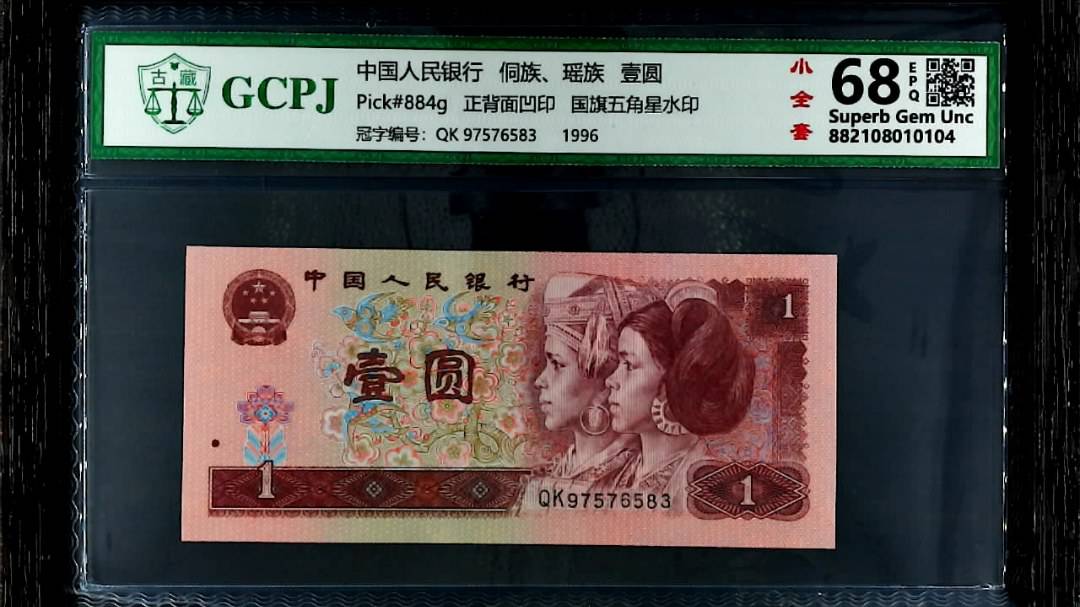 古藏
GCPJ
中国人民银行 侗族、瑶族 壹圆
Pick#884g 正背面凹印 国旗五角星水印
冠字编号: QK 97576583 1996
小全套
68
EPQ
Superb Gem Unc
882108010104
中国人民银行
1
壹圆
1
QK97576583
1